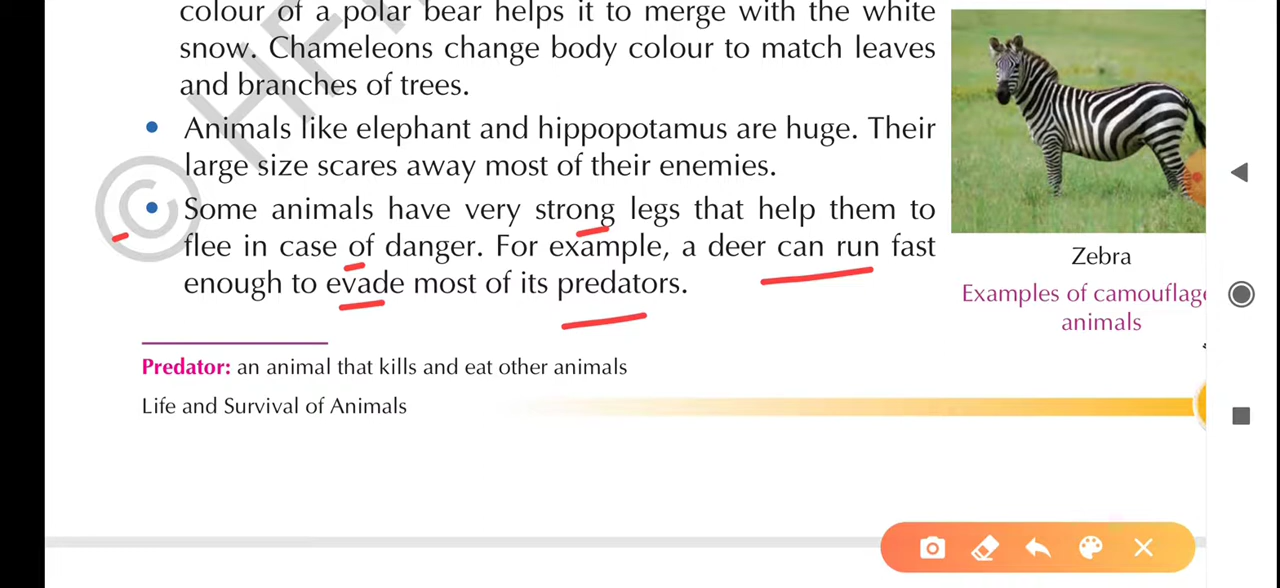 colour of a polar bear helps it to merge with the white
snow. Chameleons change body colour to match leaves
and branches of trees.
• Animals like elephant and hippopotamus are huge. Their
large size scares away most of their enemies.
• Some animals have very strong legs that help them to
flee in case of danger. For example, a deer can run fast
enough to evade most of its predators.
Zebra
Examples of camouflag
animals
Predator: an animal that kills and eat other animals
Life and Survival of Animals
©